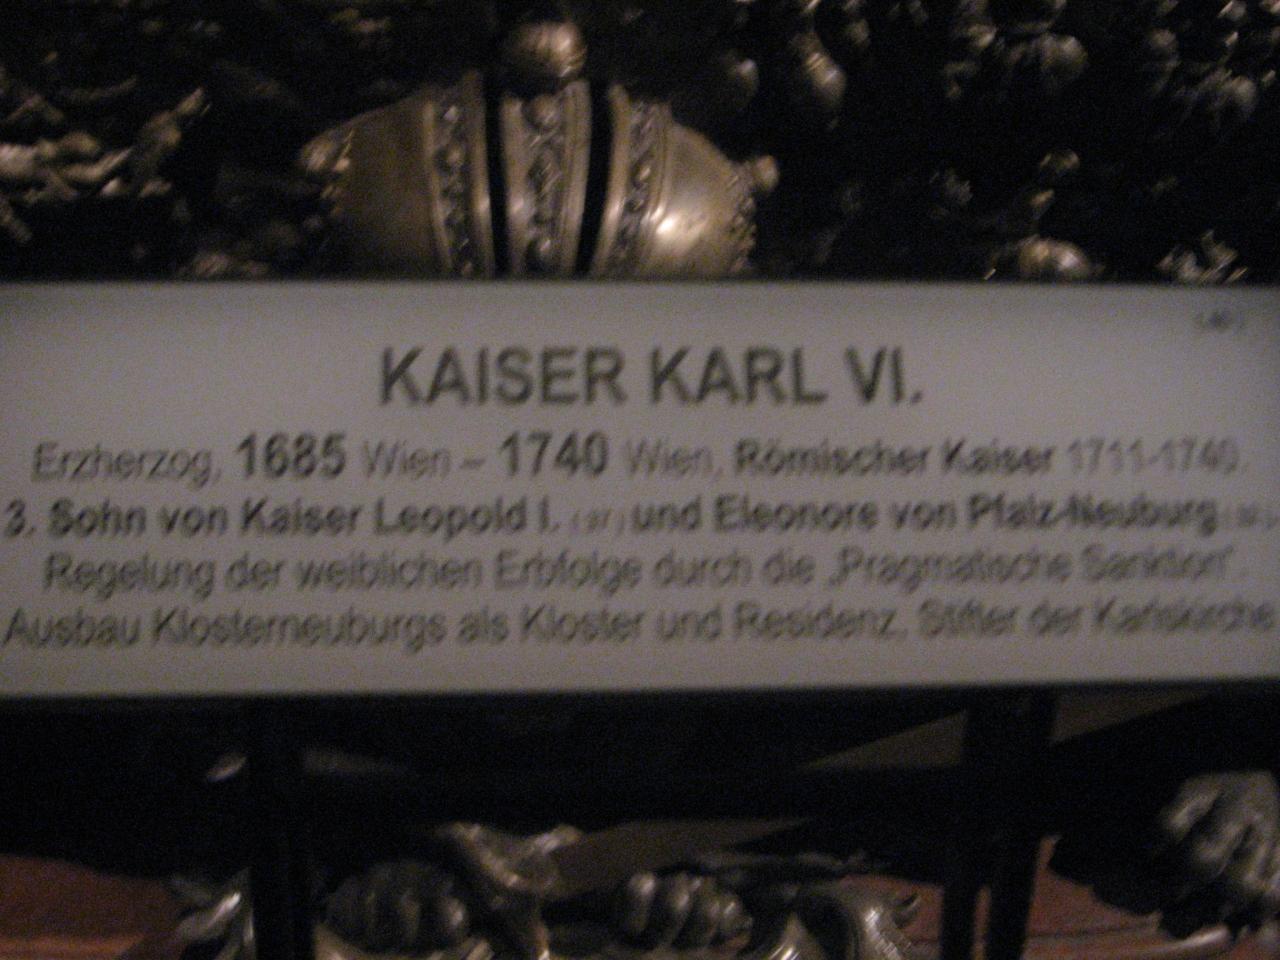 KAISER KARL VI.
Erzherzog, 1685 Wien – 1740 Wien, Römischer Kaiser 1711-1740.
3. Sohn von Kaiser Leopold I. und Eleonore von Pfalz-Neuburg
Regelung der weiblichen Erbfolge durch die „Pragmatische Sanktion“.
Ausbau Klosterneuburgs als Kloster und Residenz, Stifter der Karlskirche